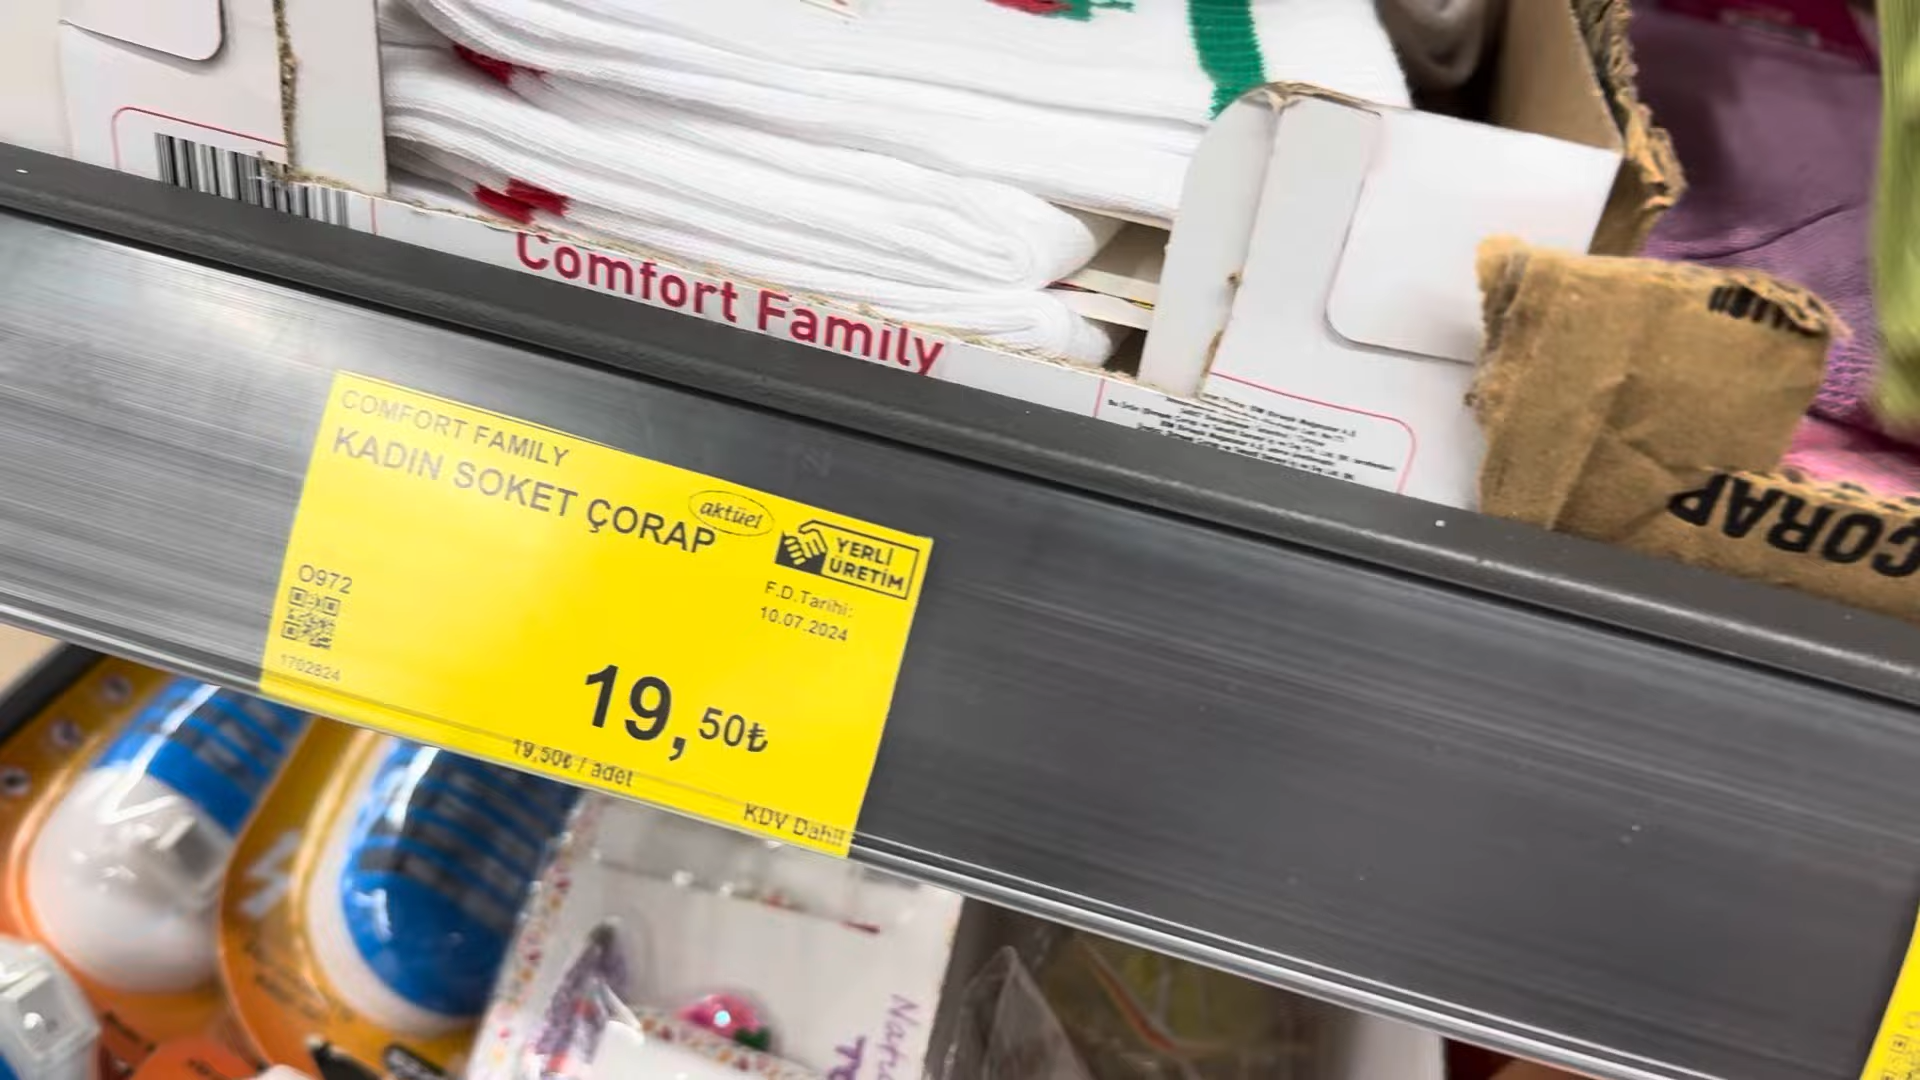 Comfort Family
ÇORAP
COMFORT FAMILY
KADIN SOKET ÇORAP
aktüel
YERLİ
ÜRETİM
F.D.Tarihi:
10.07.2024
O972
1702824
19,50₺
19,50₺ / adet
KDV Dahil